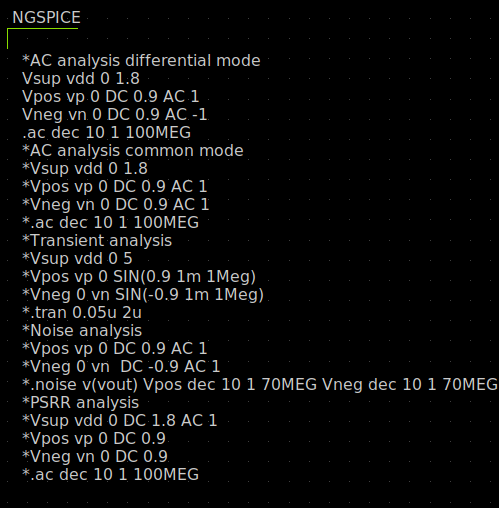 NGSPICE
*AC analysis differential mode
Vsup vdd 0 1.8
Vpos vp 0 DC 0.9 AC 1
Vneg vn 0 DC 0.9 AC -1
.ac dec 10 1 100MEG
*AC analysis common mode
*Vsup vdd 0 1.8
*Vpos vp 0 DC 0.9 AC 1
*Vneg vn 0 DC 0.9 AC 1
*.ac dec 10 1 100MEG
*Transient analysis
*Vsup vdd 0 5
*Vpos vp 0 SIN(0.9 1m 1Meg)
*Vneg 0 vn SIN(-0.9 1m 1Meg)
*.tran 0.05u 2u
*Noise analysis
*Vpos vp 0 DC 0.9 AC 1
*Vneg 0 vn  DC -0.9 AC 1
*.noise v(vout) Vpos dec 10 1 70MEG Vneg dec 10 1 70MEG
*PSRR analysis
*Vsup vdd 0 DC 1.8 AC 1
*Vpos vp 0 DC 0.9
*Vneg vn 0 DC 0.9
*.ac dec 10 1 100MEG